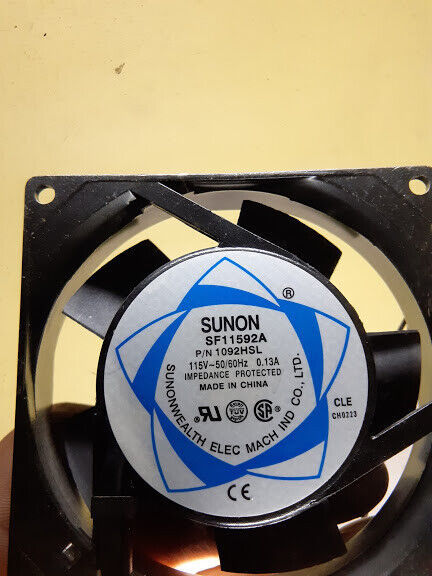 ®
SUNON
SF11592A
P/N 1092HSL
115V~50/60Hz 0.13A
IMPEDANCE PROTECTED
MADE IN CHINA
SUNONWEALTH ELEC MACH IND CO., LTD.
TUV
CLE
CH0223
CE